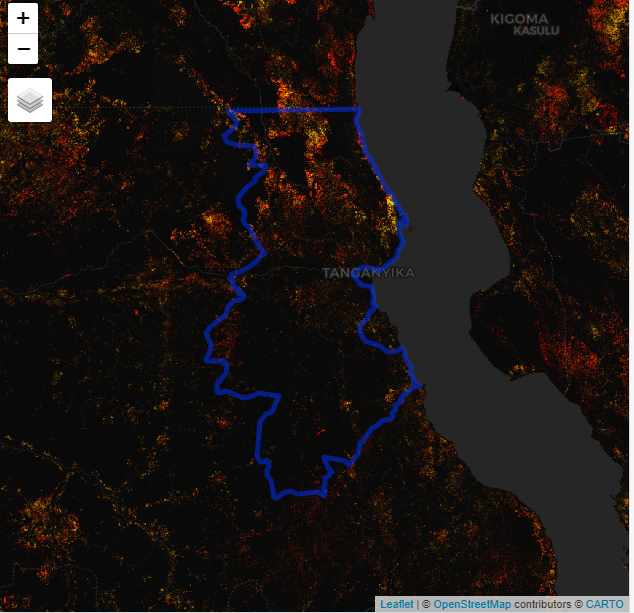 +
KIGOMA
KASULU
−
TANGANYIKA
Leaflet | © OpenStreetMap contributors © CARTO